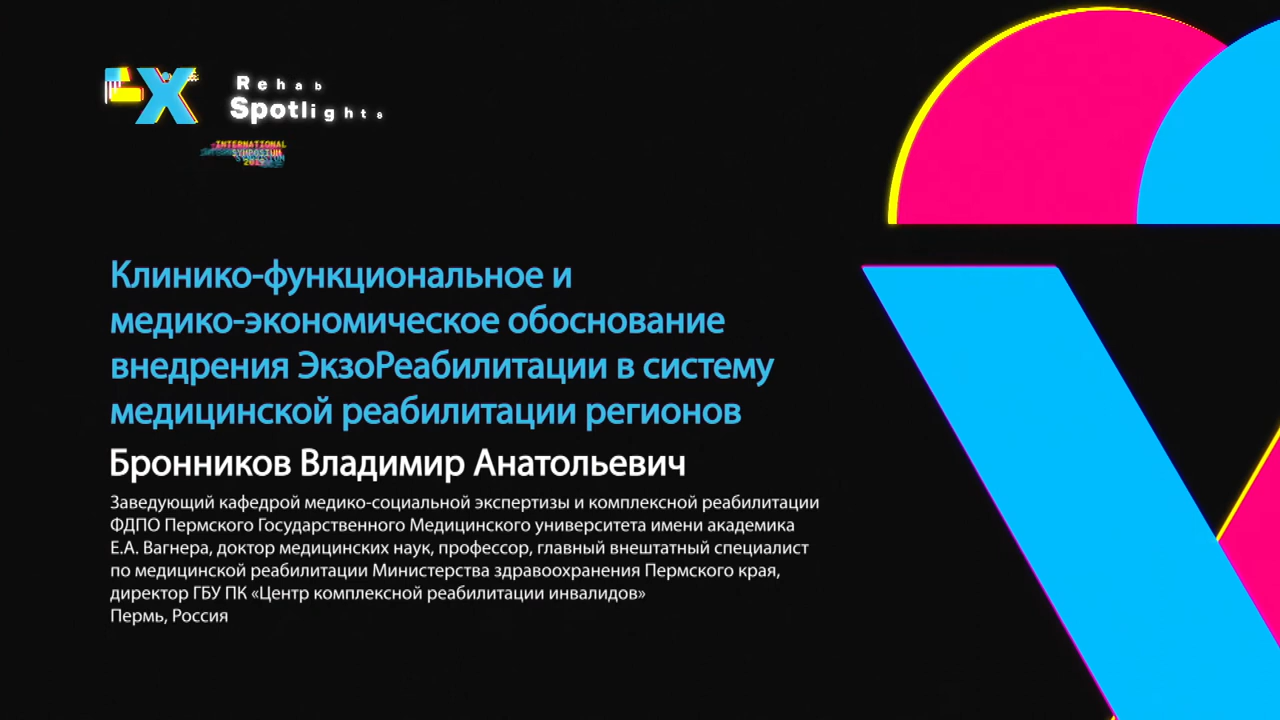 Rehab
Spotlights
INTERNATIONAL
SYMPOSIUM
Клинико-функциональное и
медико-экономическое обоснование
внедрения ЭкзоРеабилитации в систему
медицинской реабилитации регионов
Бронников Владимир Анатольевич
Заведующий кафедрой медико-социальной экспертизы и комплексной реабилитации
ФДПО Пермского Государственного Медицинского университета имени академика
Е.А. Вагнера, доктор медицинских наук, профессор, главный внештатный специалист
по медицинской реабилитации Министерства здравоохранения Пермского края,
директор ГБУ ПК «Центр комплексной реабилитации инвалидов»
Пермь, Россия